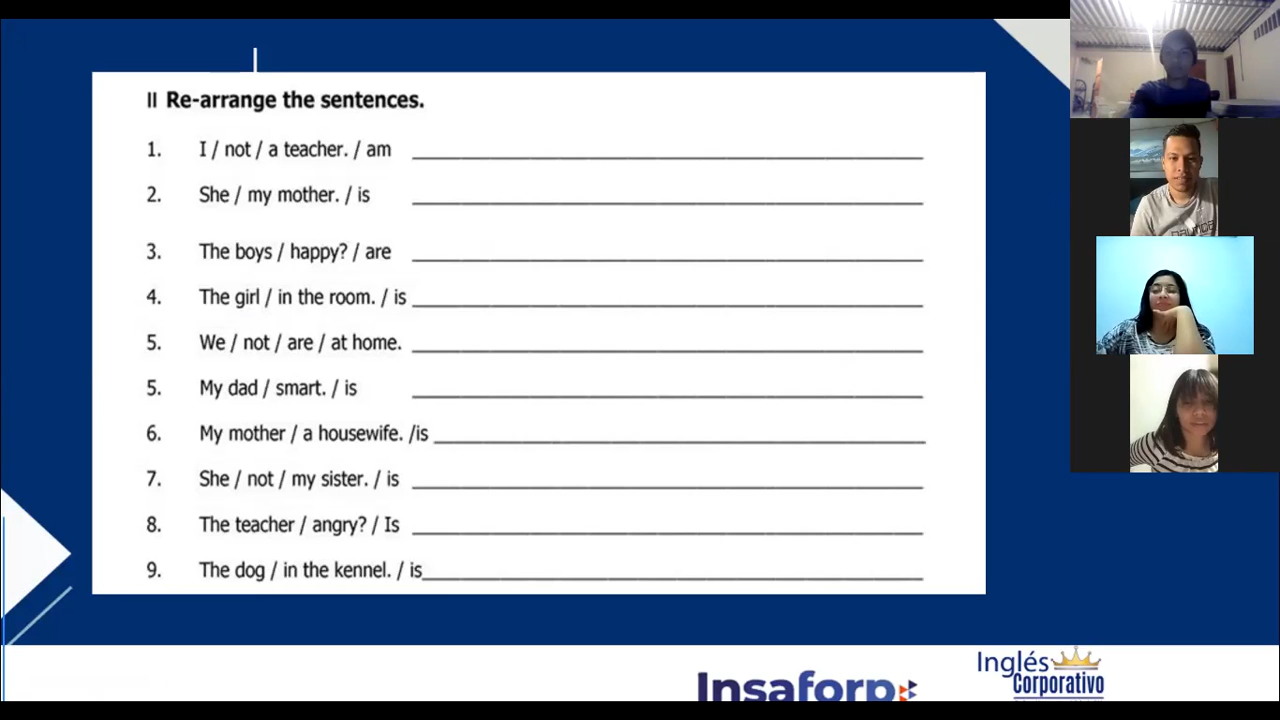 II Re-arrange the sentences.
1. I / not / a teacher. / am
2. She / my mother. / is
3. The boys / happy? / are
4. The girl / in the room. / is
5. We / not / are / at home.
5. My dad / smart. / is
6. My mother / a housewife. /is
7. She / not / my sister. / is
8. The teacher / angry? / Is
9. The dog / in the kennel. / is
Insaforp
Inglés
Corporativo